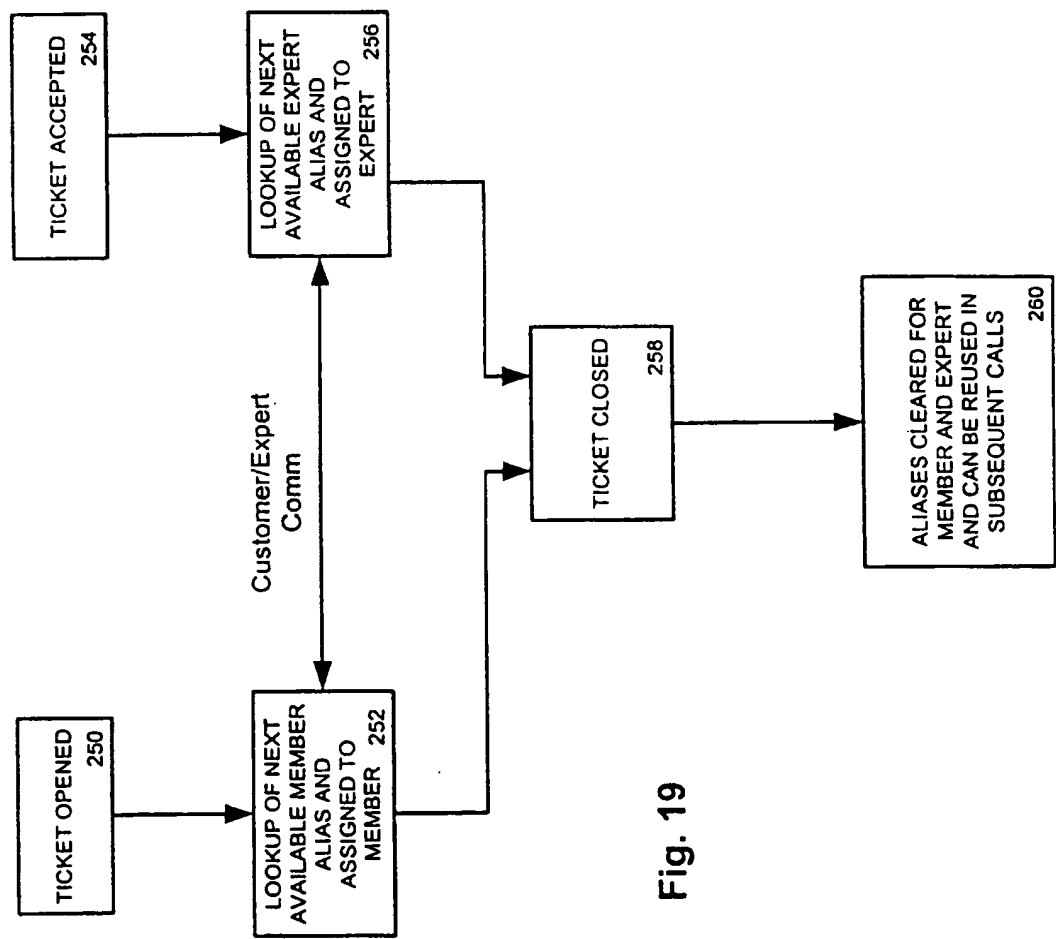 TICKET OPENED
250
TICKET ACCEPTED
254
LOOKUP OF NEXT
AVAILABLE MEMBER
ALIAS AND
ASSIGNED TO
MEMBER
252
Customer/Expert
Comm
LOOKUP OF NEXT
AVAILABLE EXPERT
ALIAS AND
ASSIGNED TO
EXPERT
256
TICKET CLOSED
258
ALIASES CLEARED FOR
MEMBER AND EXPERT
AND CAN BE REUSED IN
SUBSEQUENT CALLS
260
Fig. 19